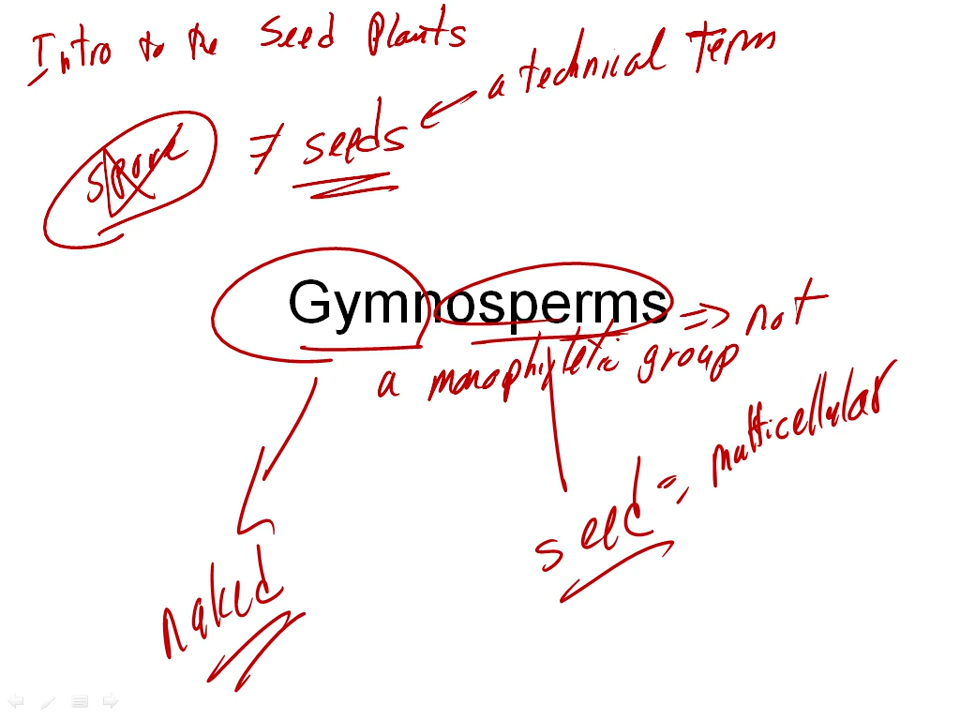 Intro to the Seed Plants
a technical term
spore ≠ seeds
Gymnosperms ⇒ not
a monophyletic group
seed =, multicellular
naked